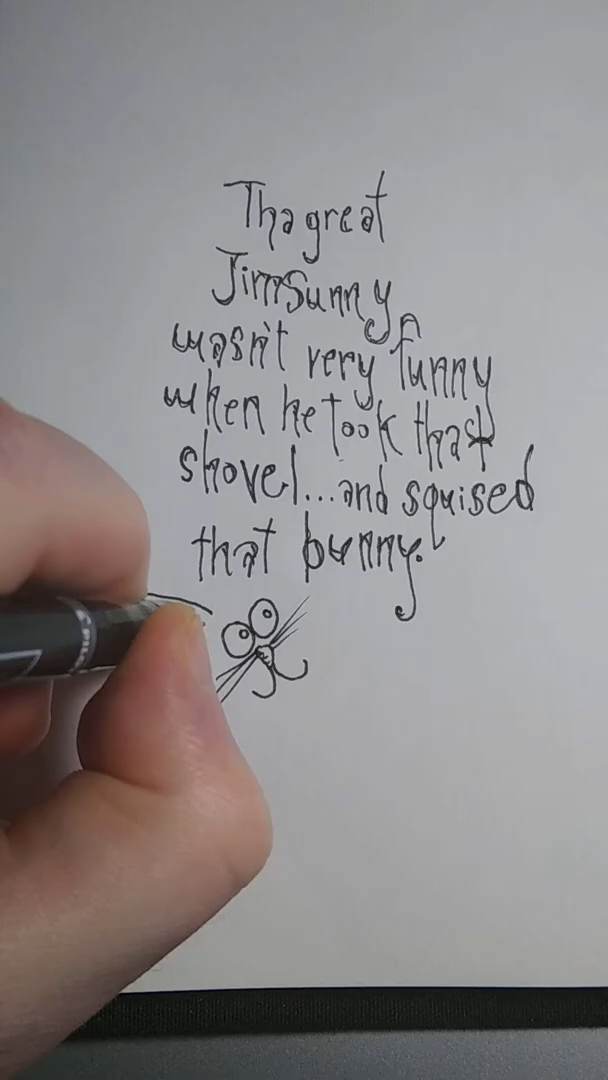 Tha great
JimSunny
wasn't very funny
when he took that
shovel...and squised
that bunny.